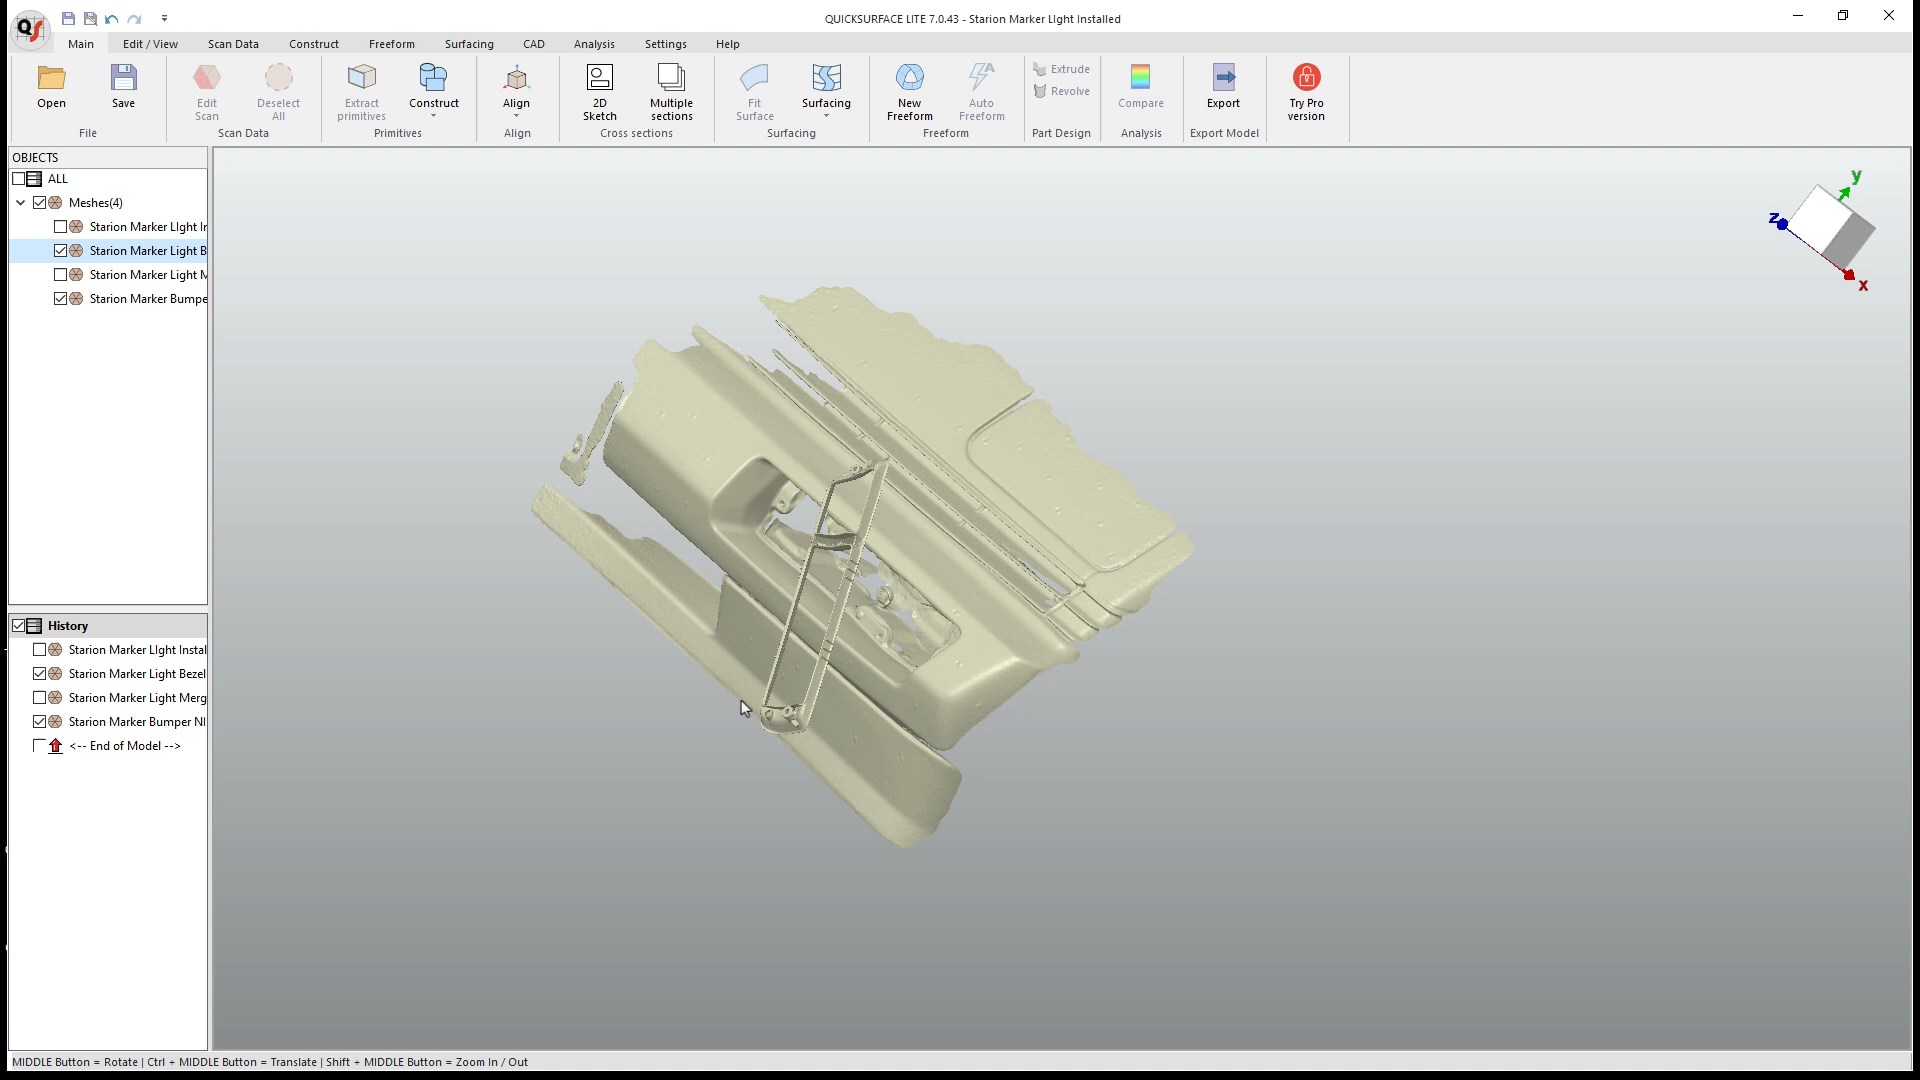 QUICKSURFACE LITE 7.0.43 - Starion Marker LIght Installed
QS
Main Edit / View Scan Data Construct Freeform Surfacing CAD Analysis Settings Help
Open Save Edit Scan Deselect All Extract primitives Construct Align 2D Sketch Multiple sections Fit Surface Surfacing New Freeform Auto Freeform Extrude Revolve Compare Export Try Pro version
File Scan Data Primitives Align Cross sections Surfacing Freeform Part Design Analysis Export Model
OBJECTS
ALL
Meshes(4)
Starion Marker LIght In
Starion Marker Light B
Starion Marker Light M
Starion Marker Bumpe
y
z
x
History
Starion Marker LIght Instal
Starion Marker Light Bezel
Starion Marker Light Merg
Starion Marker Bumper NI
<-- End of Model -->
MIDDLE Button = Rotate | Ctrl + MIDDLE Button = Translate | Shift + MIDDLE Button = Zoom In / Out